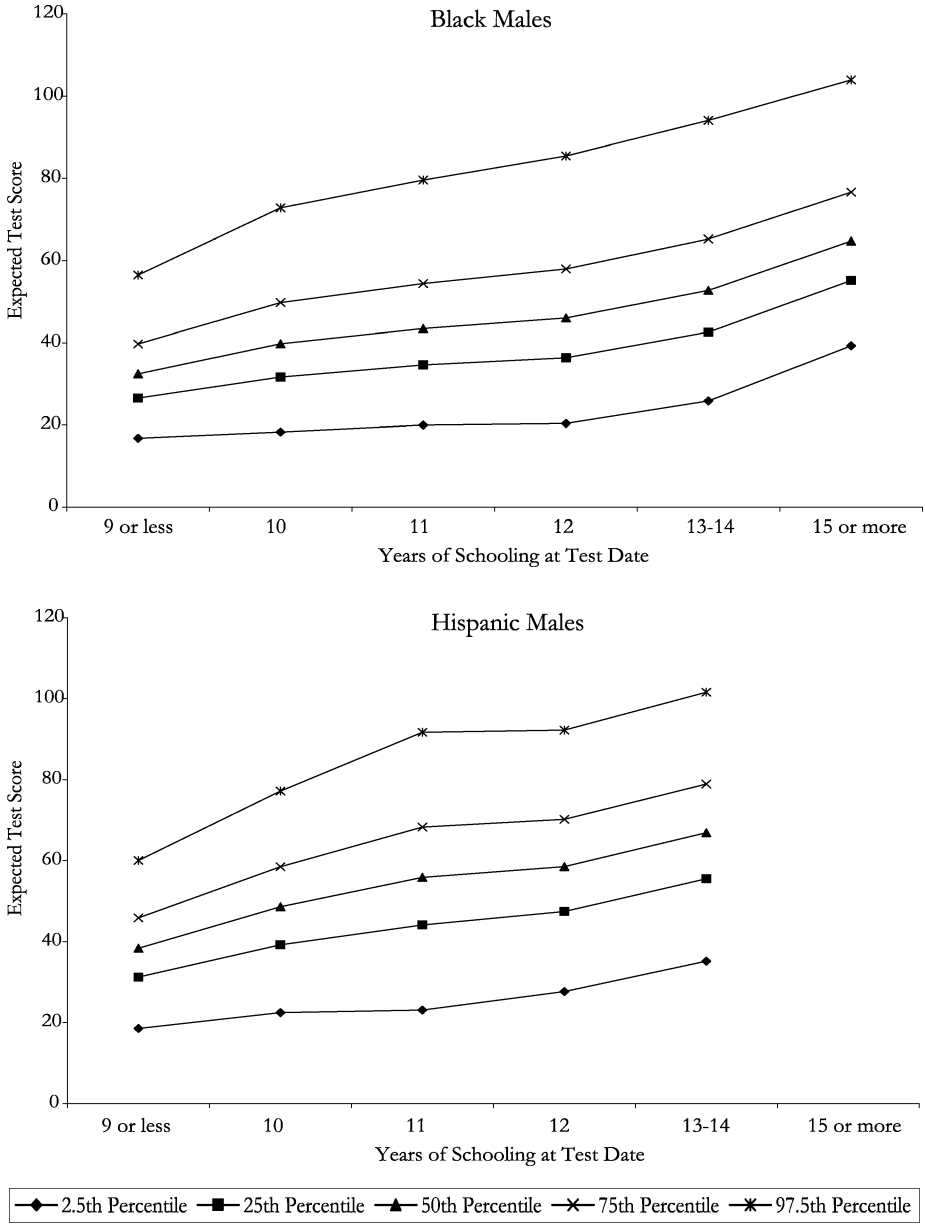 Black Males
120
100
80
60
40
20
0
Expected Test Score
9 or less 10 11 12 13-14 15 or more
Years of Schooling at Test Date
Hispanic Males
120
100
80
60
40
20
0
Expected Test Score
9 or less 10 11 12 13-14 15 or more
Years of Schooling at Test Date
2.5th Percentile 25th Percentile 50th Percentile 75th Percentile 97.5th Percentile